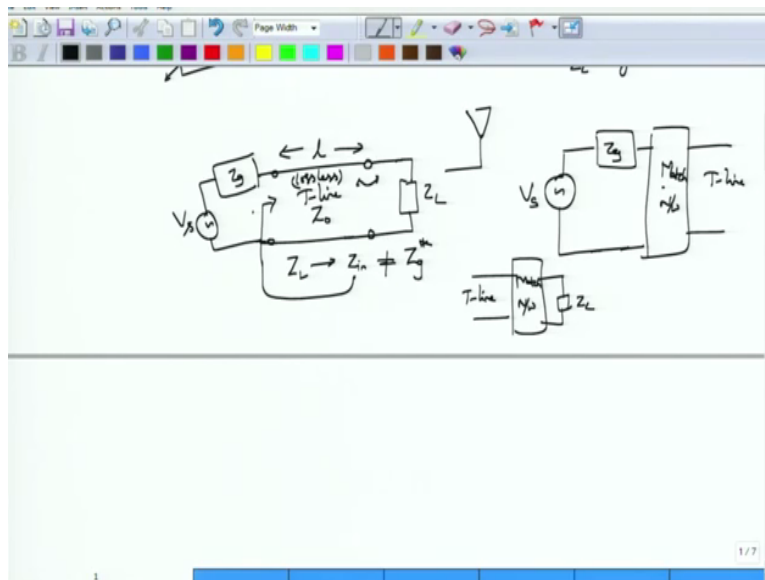 Page Width
B I
l
Zg
(lossless)
T-line
Z0
ZL
Vs
ZL → Zin ≠ Zg*
Zg
Vs
Match
N/w
T-line
T-line
Match
N/w
ZL
1/7
1